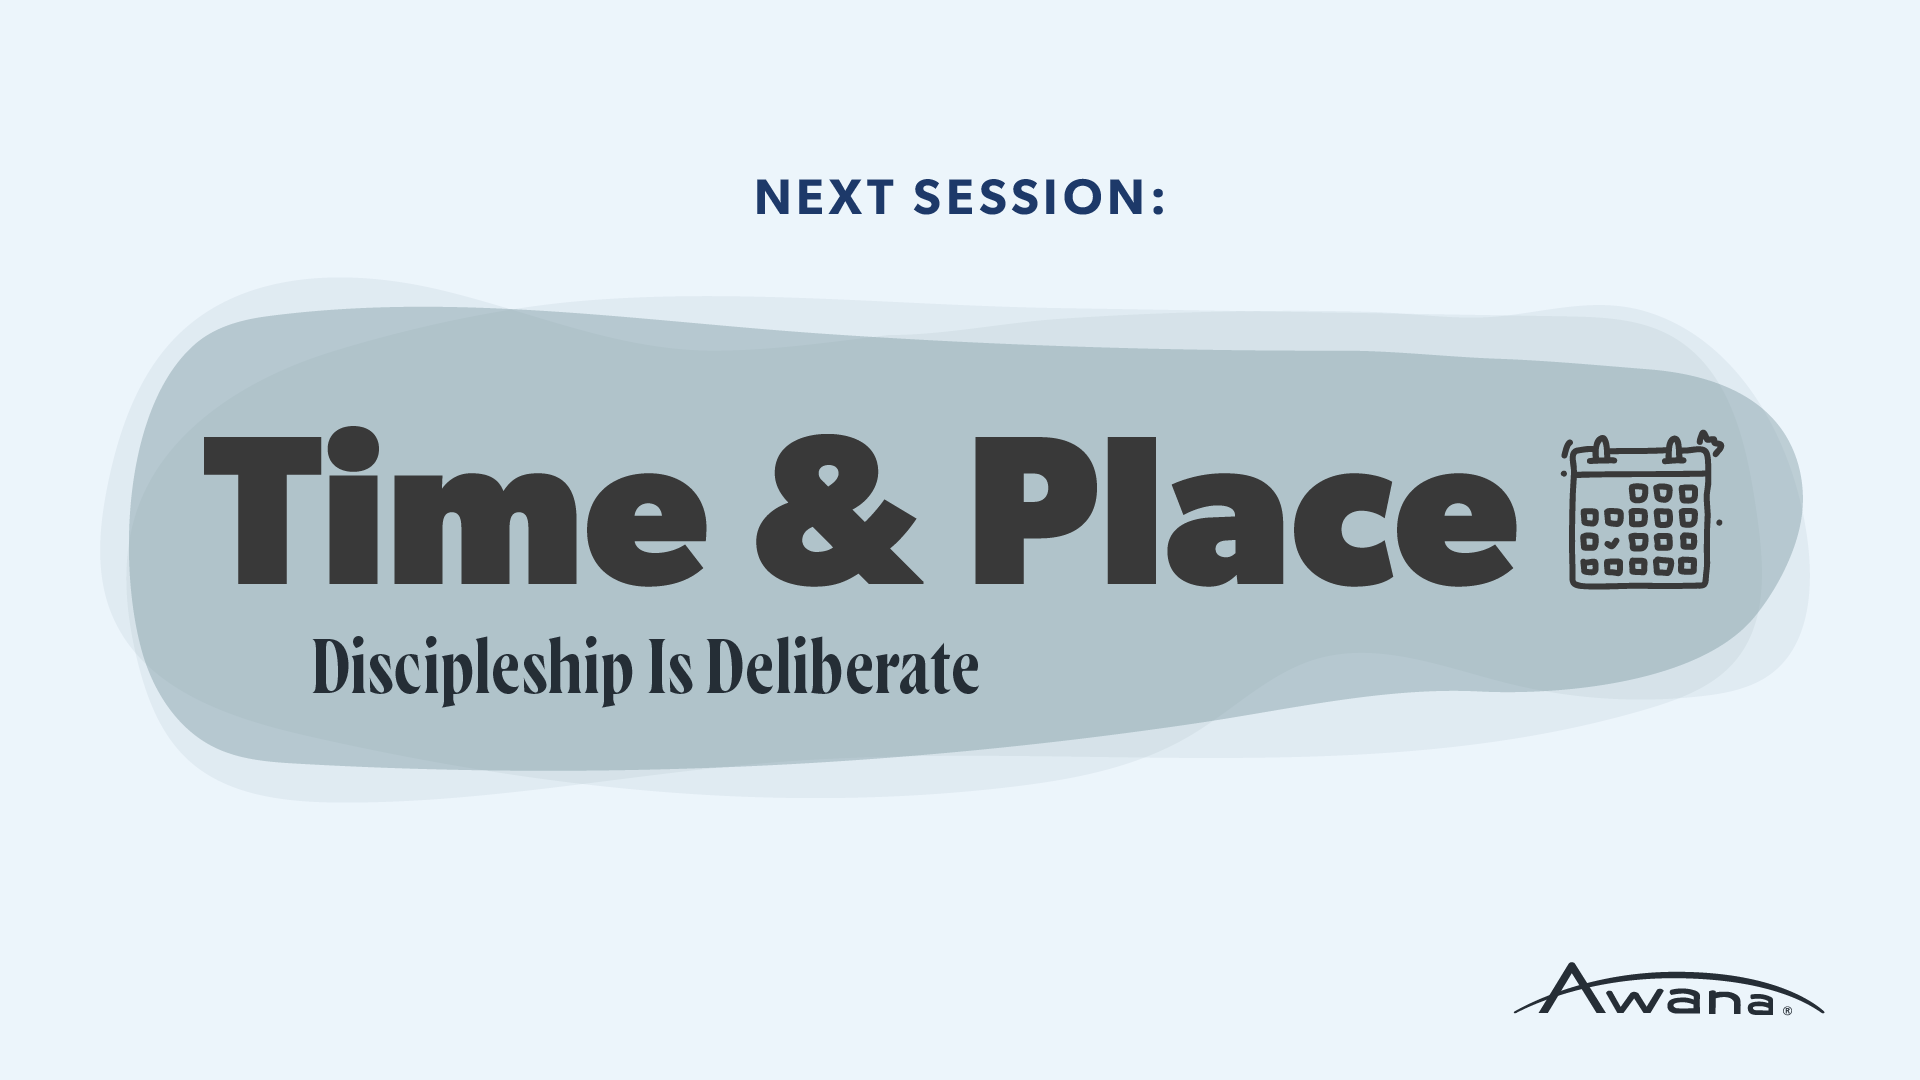 NEXT SESSION:
Time & Place
Discipleship Is Deliberate
Awana®